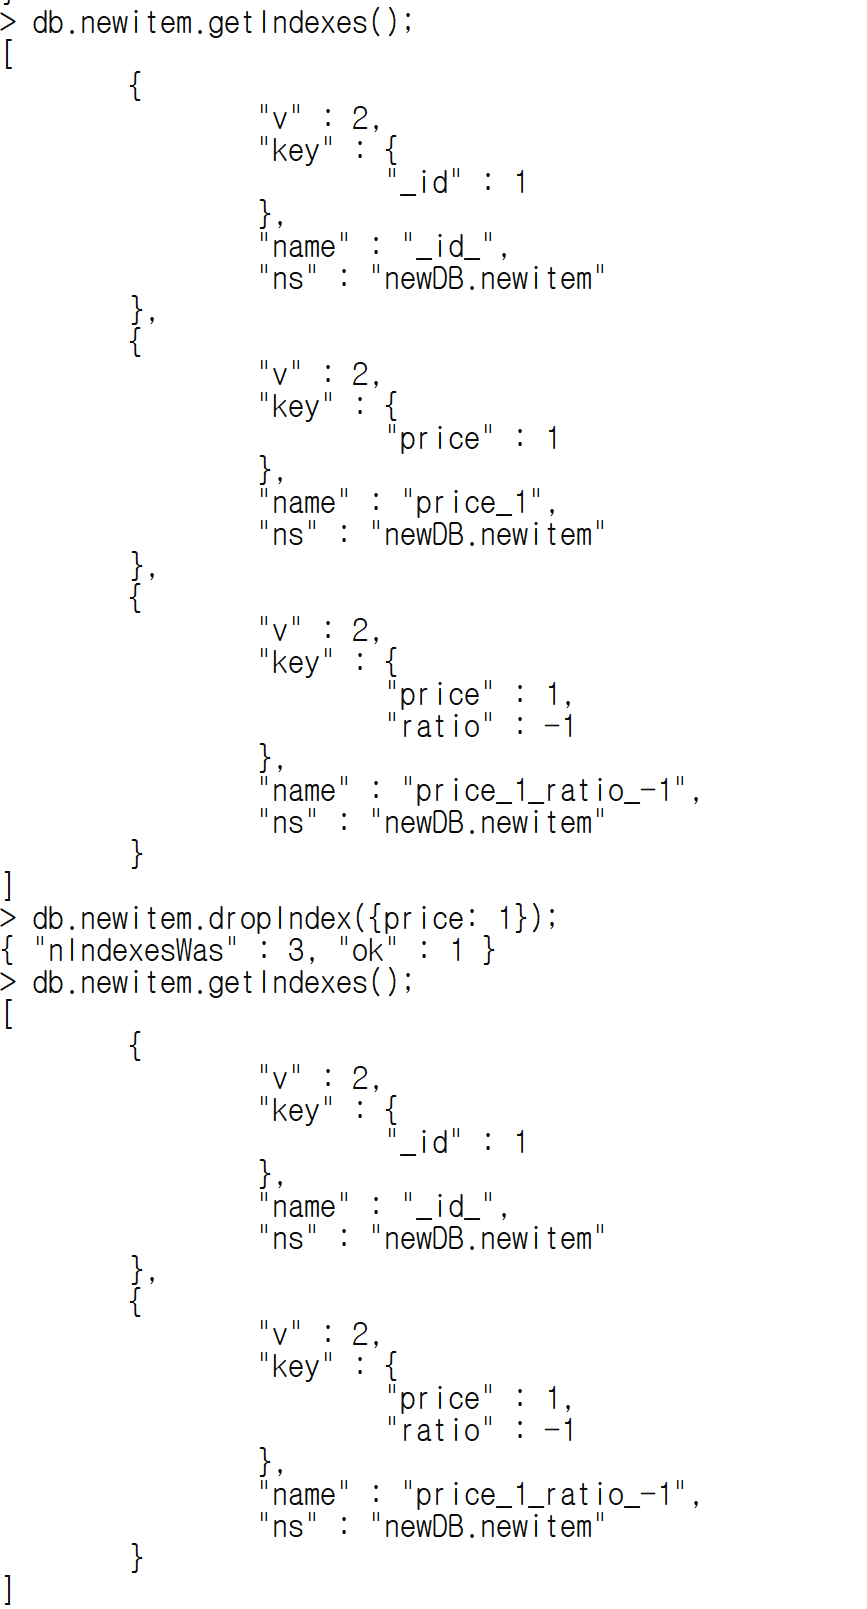 > db.newitem.getIndexes();
[
        {
                "v" : 2,
                "key" : {
                        "_id" : 1
                },
                "name" : "_id_",
                "ns" : "newDB.newitem"
        },
        {
                "v" : 2,
                "key" : {
                        "price" : 1
                },
                "name" : "price_1",
                "ns" : "newDB.newitem"
        },
        {
                "v" : 2,
                "key" : {
                        "price" : 1,
                        "ratio" : -1
                },
                "name" : "price_1_ratio_-1",
                "ns" : "newDB.newitem"
        }
]
> db.newitem.dropIndex({price: 1});
{ "nIndexesWas" : 3, "ok" : 1 }
> db.newitem.getIndexes();
[
        {
                "v" : 2,
                "key" : {
                        "_id" : 1
                },
                "name" : "_id_",
                "ns" : "newDB.newitem"
        },
        {
                "v" : 2,
                "key" : {
                        "price" : 1,
                        "ratio" : -1
                },
                "name" : "price_1_ratio_-1",
                "ns" : "newDB.newitem"
        }
]